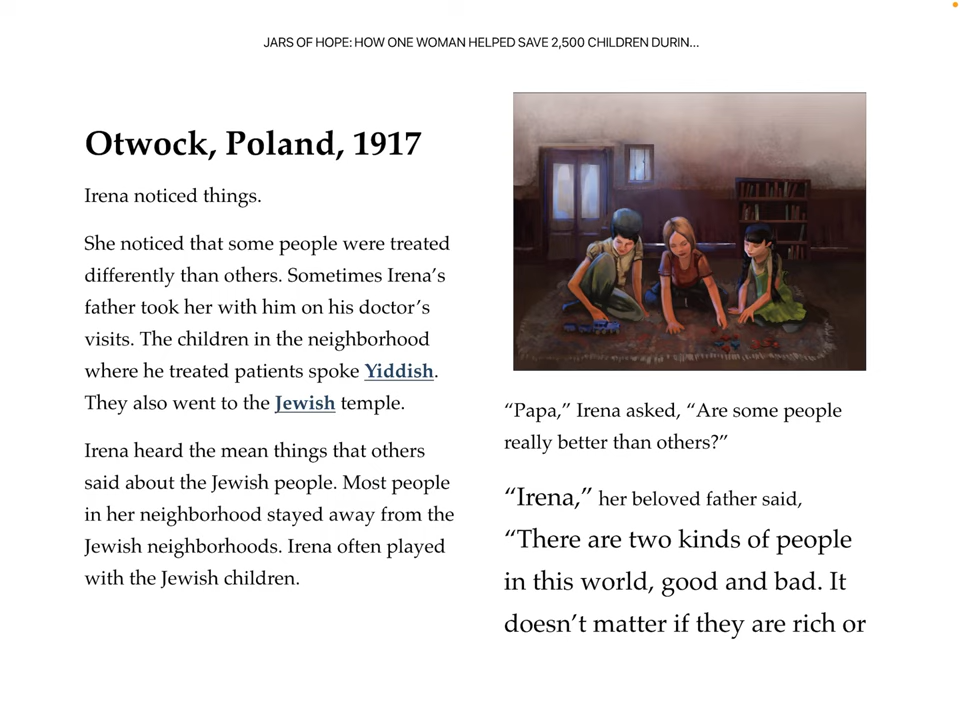 JARS OF HOPE: HOW ONE WOMAN HELPED SAVE 2,500 CHILDREN DURIN...
Otwock, Poland, 1917
Irena noticed things.
She noticed that some people were treated
differently than others. Sometimes Irena’s
father took her with him on his doctor’s
visits. The children in the neighborhood
where he treated patients spoke Yiddish.
They also went to the Jewish temple.
Irena heard the mean things that others
said about the Jewish people. Most people
in her neighborhood stayed away from the
Jewish neighborhoods. Irena often played
with the Jewish children.
“Papa,” Irena asked, “Are some people
really better than others?”
“Irena,” her beloved father said,
“There are two kinds of people
in this world, good and bad. It
doesn’t matter if they are rich or